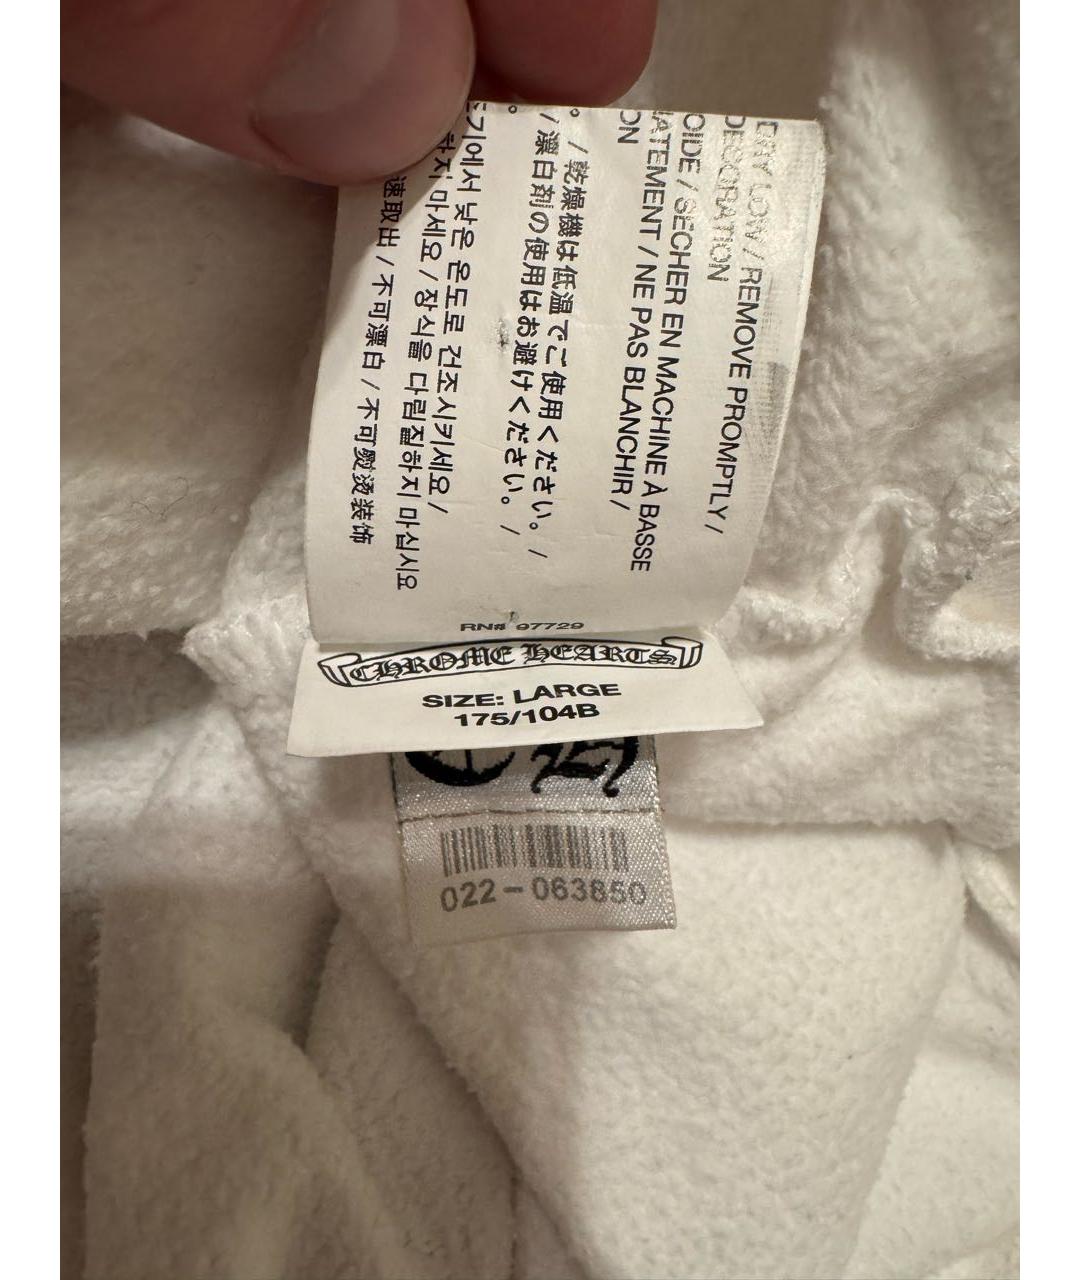 DRY LOW / REMOVE PROMPTLY /
DECORATION
OIDE / SÉCHER EN MACHINE À BASSE
ATEMENT / NE PAS BLANCHIR /
ON
。 / 乾燥機は低温でご使用ください。 /
/ 漂白剤の使用はお避けください。 /
。
기에서 낮은 온도로 건조시키세요 /
하지 마세요 / 장식을 다림질하지 마십시요
速取出 / 不可漂白 / 不可熨烫装饰
RN# 97729
CHROME HEARTS
SIZE: LARGE
175/104B
CH
022-063850